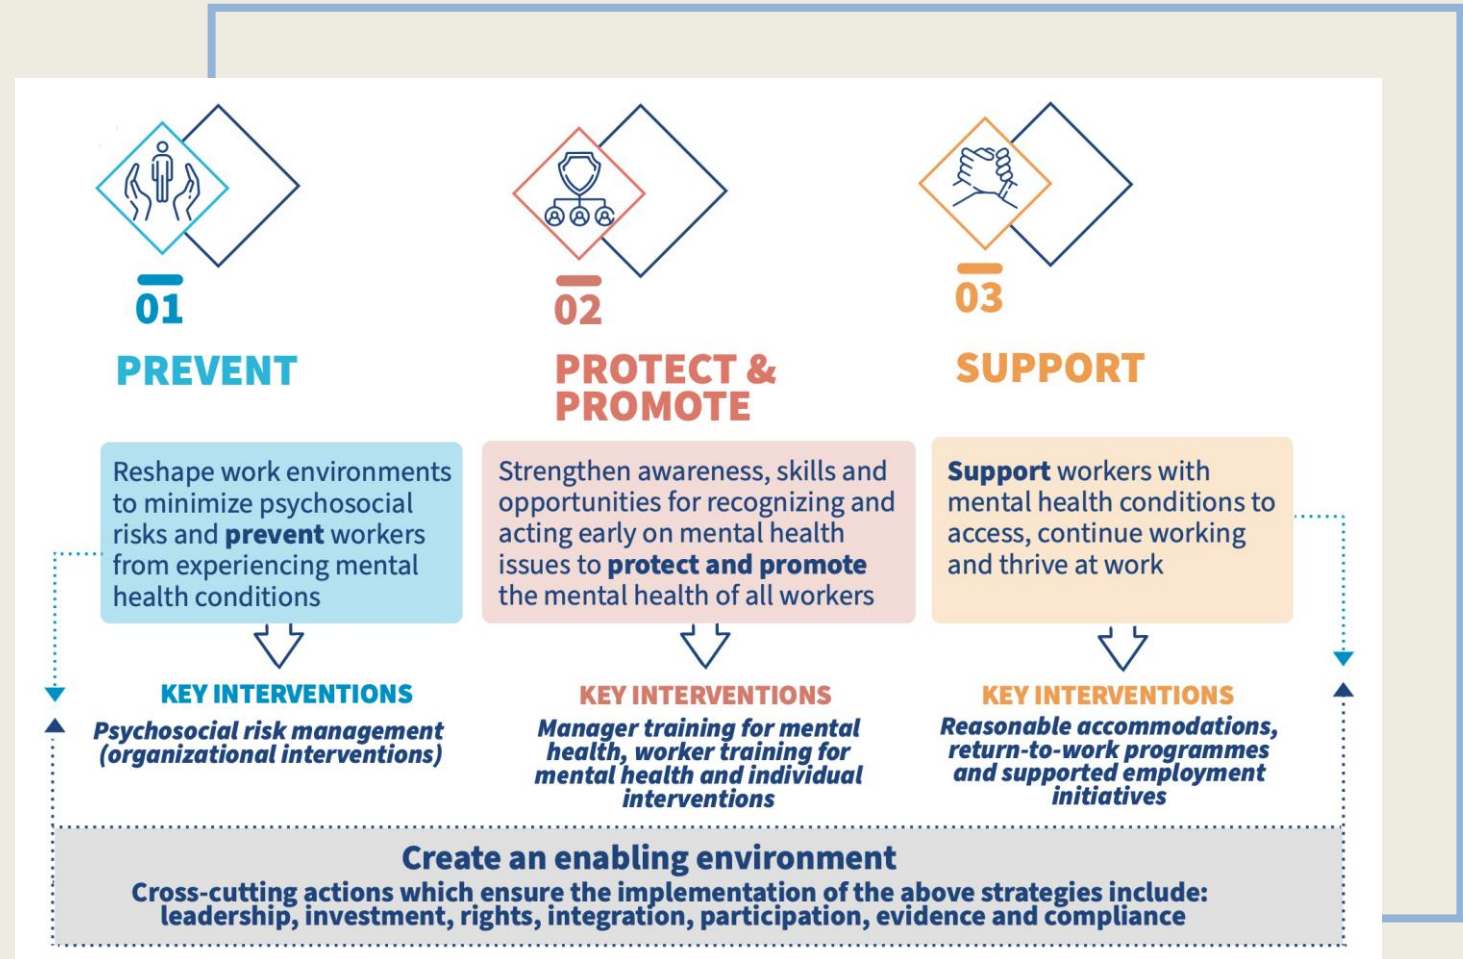 01
PREVENT
Reshape work environments
to minimize psychosocial
risks and prevent workers
from experiencing mental
health conditions
KEY INTERVENTIONS
Psychosocial risk management
(organizational interventions)
02
PROTECT &
PROMOTE
Strengthen awareness, skills and
opportunities for recognizing and
acting early on mental health
issues to protect and promote
the mental health of all workers
KEY INTERVENTIONS
Manager training for mental
health, worker training for
mental health and individual
interventions
03
SUPPORT
Support workers with
mental health conditions to
access, continue working
and thrive at work
KEY INTERVENTIONS
Reasonable accommodations,
return-to-work programmes
and supported employment
initiatives
Create an enabling environment
Cross-cutting actions which ensure the implementation of the above strategies include:
leadership, investment, rights, integration, participation, evidence and compliance